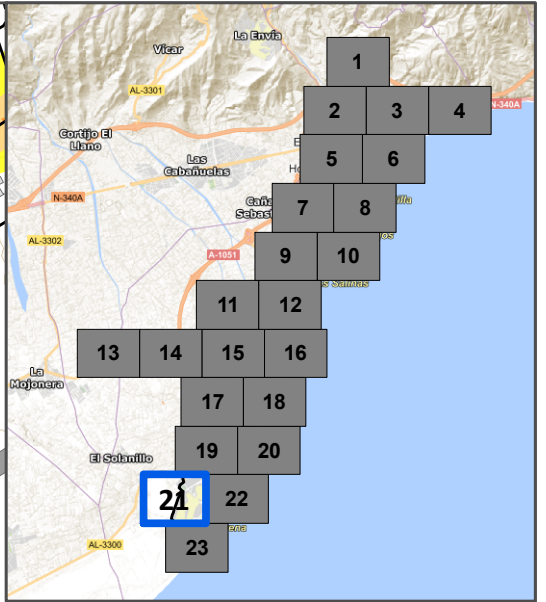 La Envía
Vícar
1
AL-3301
2 3 4 N-340A
Cortijo El
Llano
Las
Cabañuelas
5 6
N-340A
7 8
AL-3302
A-1051
9 10
s Salinas
11 12
13 14 15 16
La
Mojonera
17 18
El Solanillo
19 20
21 22
AL-3300
23